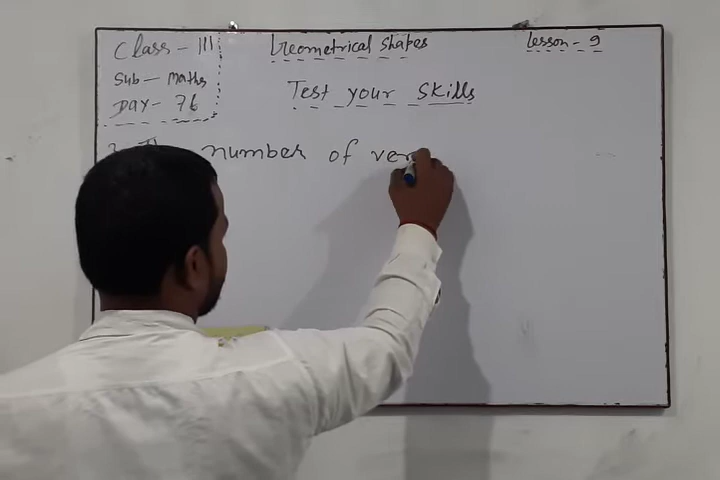 Class - III
Geometrical Shapes
Lesson - 9
Sub - Maths
Day - 76
Test your Skills
number of ver